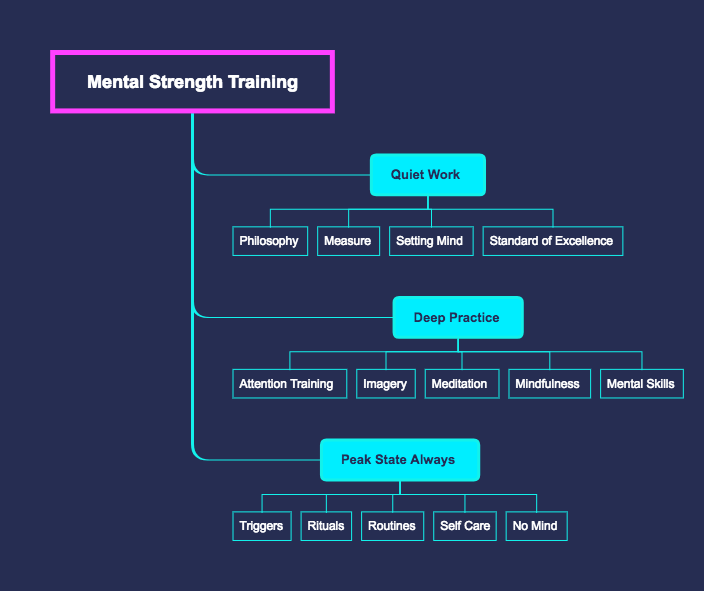 Mental Strength Training
Quiet Work
Philosophy
Measure
Setting Mind
Standard of Excellence
Deep Practice
Attention Training
Imagery
Meditation
Mindfulness
Mental Skills
Peak State Always
Triggers
Rituals
Routines
Self Care
No Mind